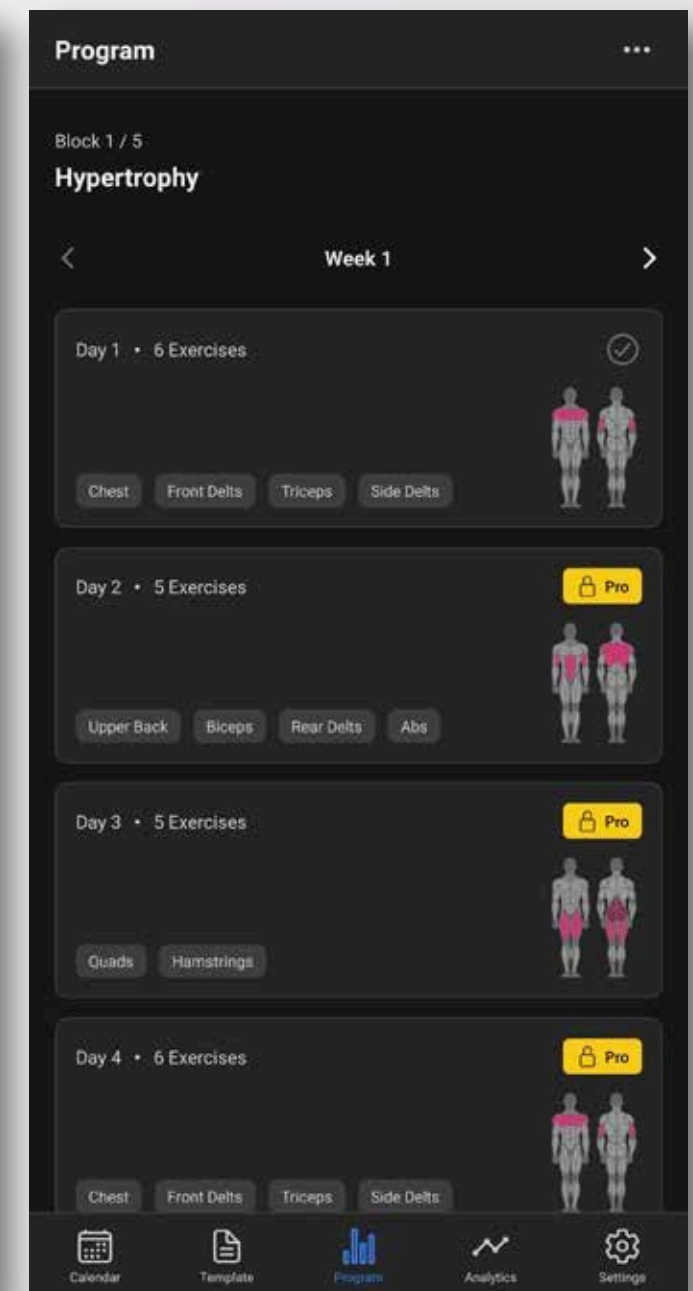 Program
Block 1 / 5
Hypertrophy
Week 1
Day 1 • 6 Exercises
Chest Front Delts Triceps Side Delts
Day 2 • 5 Exercises Pro
Upper Back Biceps Rear Delts Abs
Day 3 • 5 Exercises Pro
Quads Hamstrings
Day 4 • 6 Exercises Pro
Chest Front Delts Triceps Side Delts
Calendar Template Program Analytics Settings